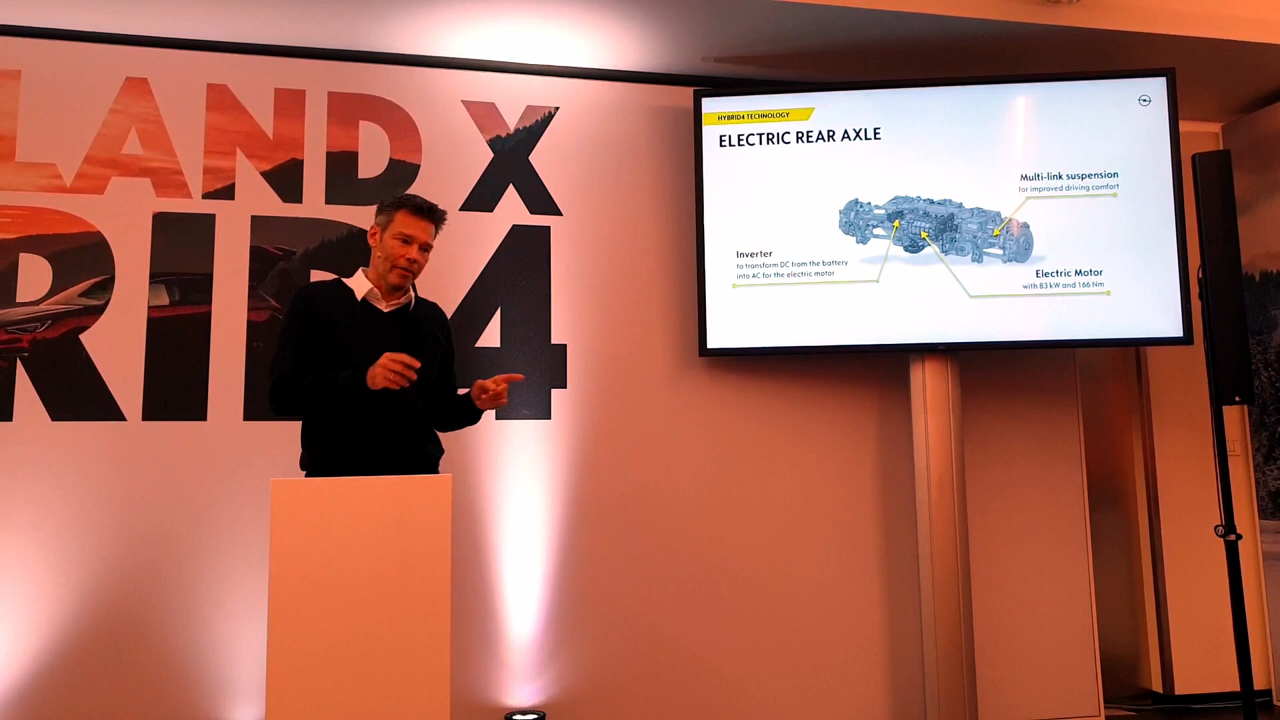 LAND X
RID4
HYBRID4 TECHNOLOGY
ELECTRIC REAR AXLE
Multi-link suspension
for improved driving comfort
Inverter
to transform DC from the battery
into AC for the electric motor
Electric Motor
with 83 kW and 166 Nm